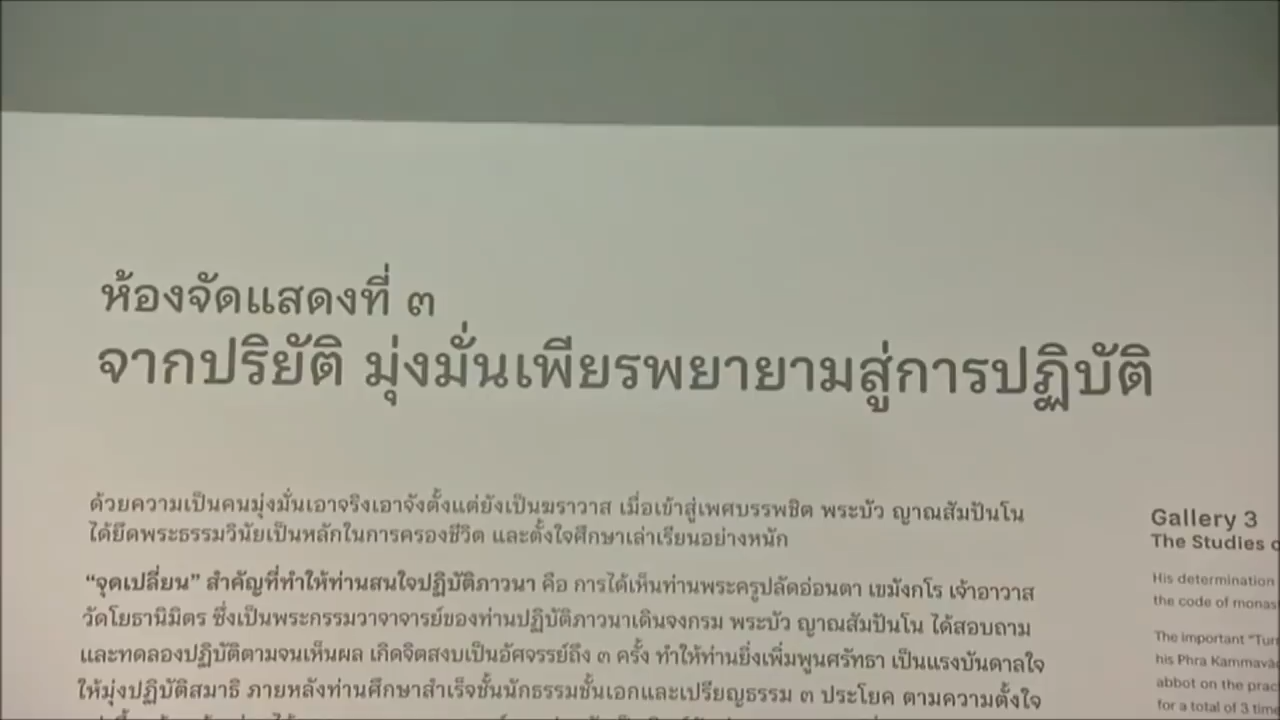 ห้องจัดแสดงที่ ๓
จากปริยัติ มุ่งมั่นเพียรพยายามสู่การปฏิบัติ
ด้วยความเป็นคนมุ่งมั่นเอาจริงเอาจังตั้งแต่ยังเป็นฆราวาส เมื่อเข้าสู่เพศบรรพชิต พระบัว ญาณสัมปันโน
ได้ยึดพระธรรมวินัยเป็นหลักในการครองชีวิต และตั้งใจศึกษาเล่าเรียนอย่างหนัก
“จุดเปลี่ยน” สำคัญที่ทำให้ท่านสนใจปฏิบัติภาวนา คือ การได้เห็นท่านพระครูปลัดอ่อนตา เขมังกโร เจ้าอาวาส
วัดโยธานิมิตร ซึ่งเป็นพระกรรมวาจาจารย์ของท่านปฏิบัติภาวนาเดินจงกรม พระบัว ญาณสัมปันโน ได้สอบถาม
และทดลองปฏิบัติตามจนเห็นผล เกิดจิตสงบเป็นอัศจรรย์ถึง ๓ ครั้ง ทำให้ท่านยิ่งเพิ่มพูนศรัทธา เป็นแรงบันดาลใจ
ให้มุ่งปฏิบัติสมาธิ ภายหลังท่านศึกษาสำเร็จชั้นนักธรรมชั้นเอกและเปรียญธรรม ๓ ประโยค ตามความตั้งใจ
Gallery 3
The Studies
His determination
the code of
The important
his Phra
abbot on the
for a total of 3